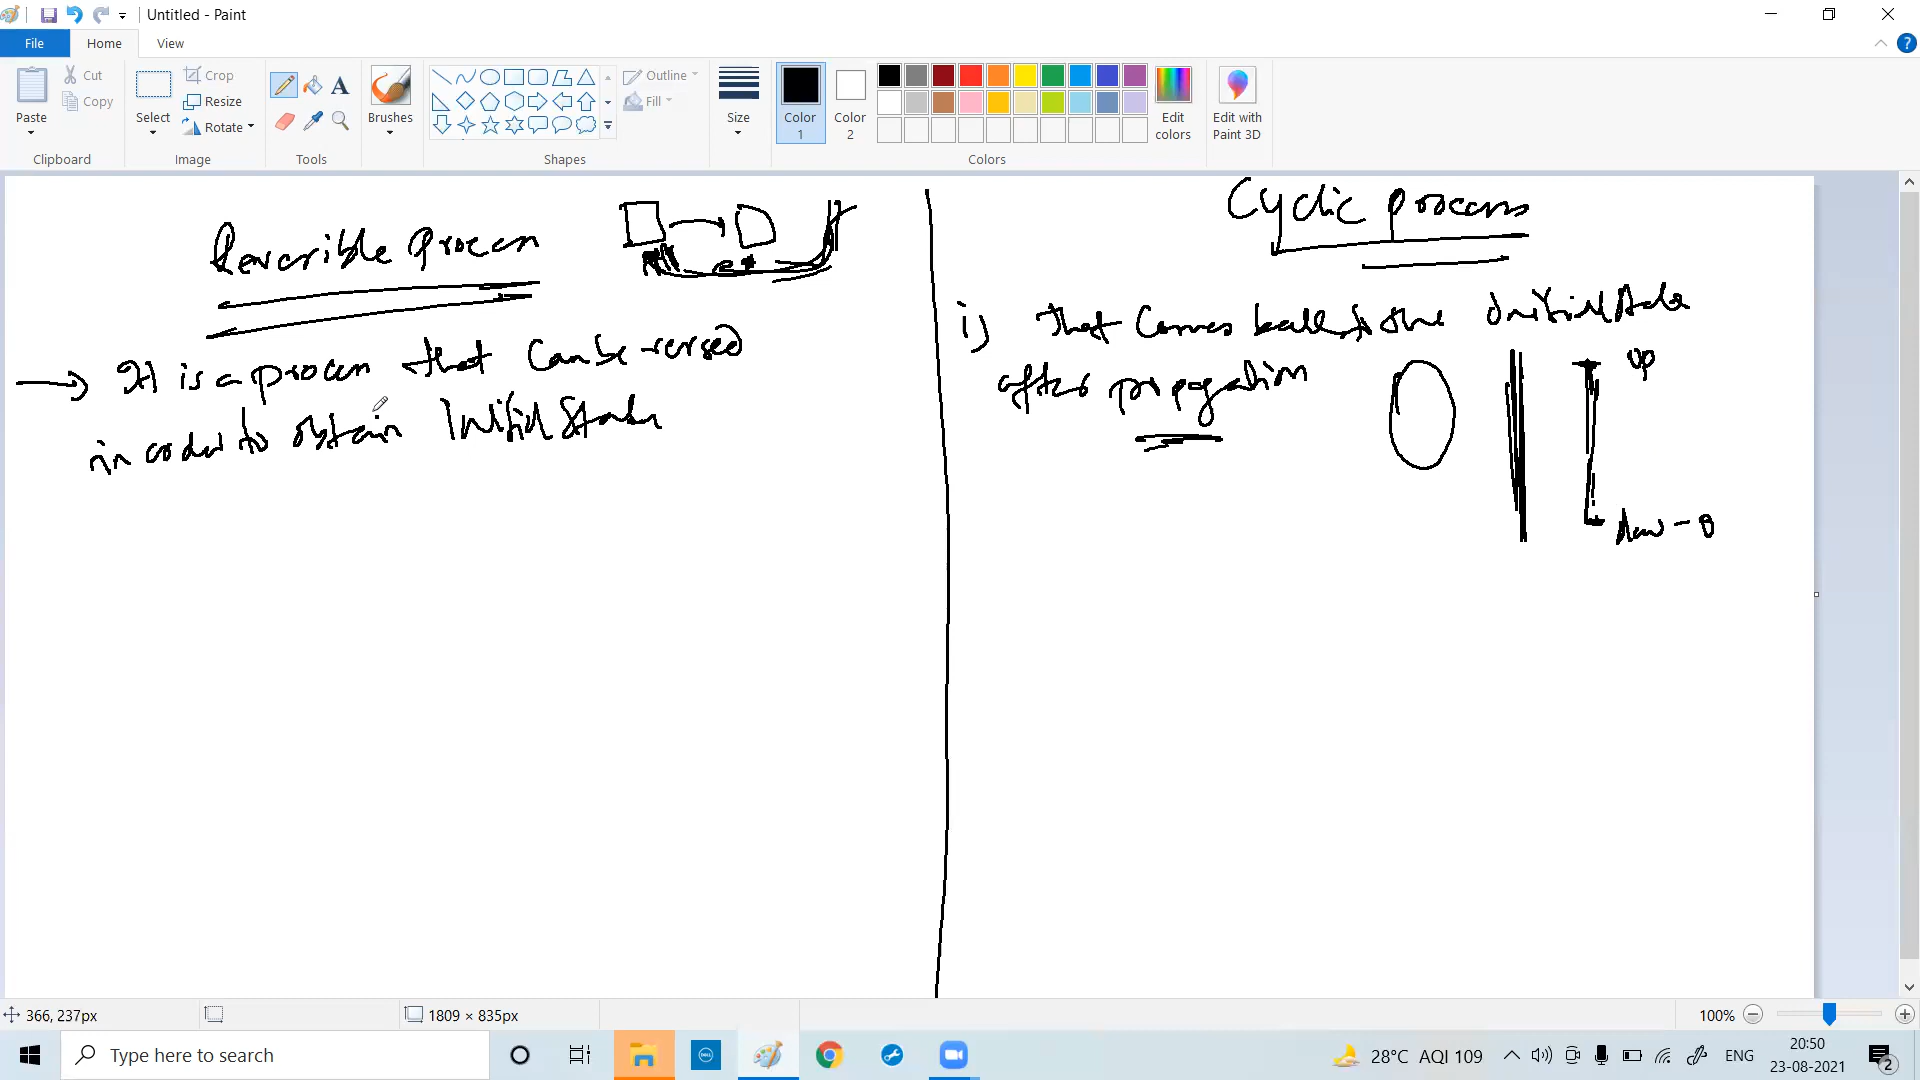 Untitled - Paint
File
Home
View
Paste
Cut
Copy
Clipboard
Select
Crop
Resize
Rotate
Image
Tools
Brushes
Shapes
Outline
Fill
Size
Color 1
Color 2
Edit colors
Edit with Paint 3D
Colors
Reversible Process
→ It is a process that can be
in order to obtain Initial State
Cyclic process
i) that comes back to the initial state
after propagation
up
366, 237px
1809 × 835px
100%
Type here to search
28°C AQI 109
ENG
20:50
23-08-2021
2